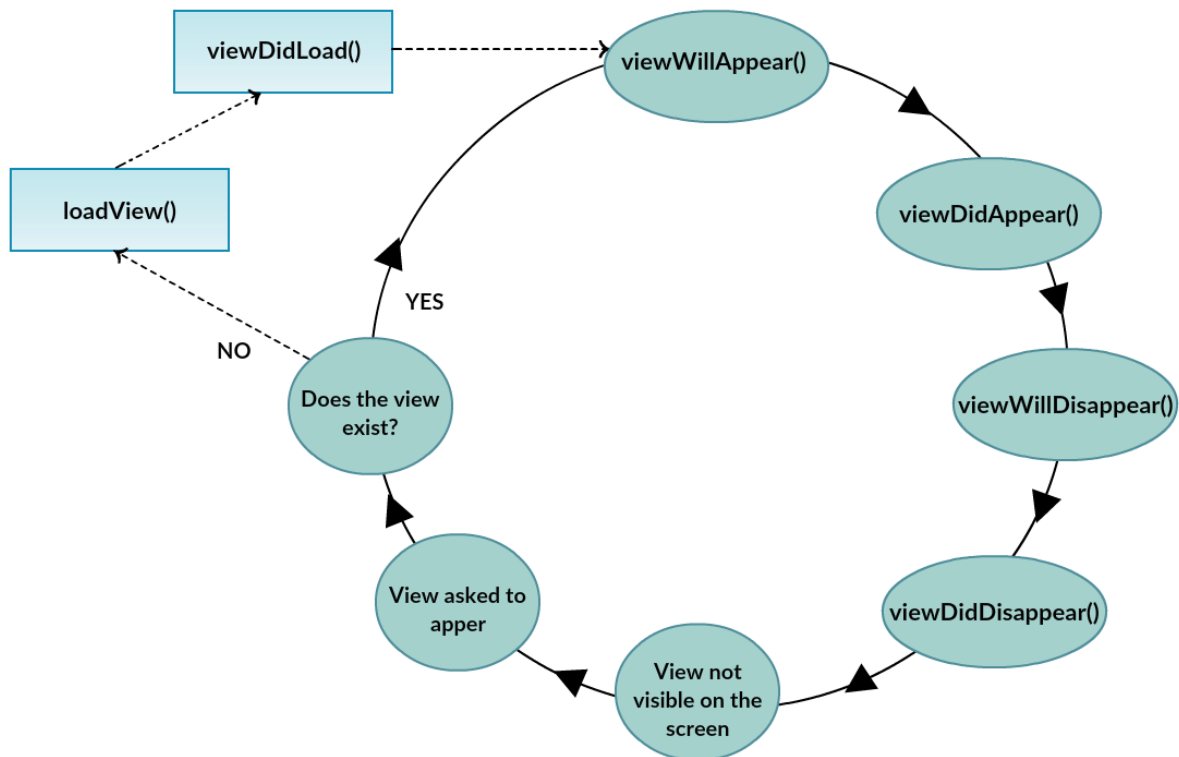 viewDidLoad()
viewWillAppear()
loadView()
viewDidAppear()
YES
NO
Does the view
exist?
viewWillDisappear()
View asked to
apper
viewDidDisappear()
View not
visible on the
screen